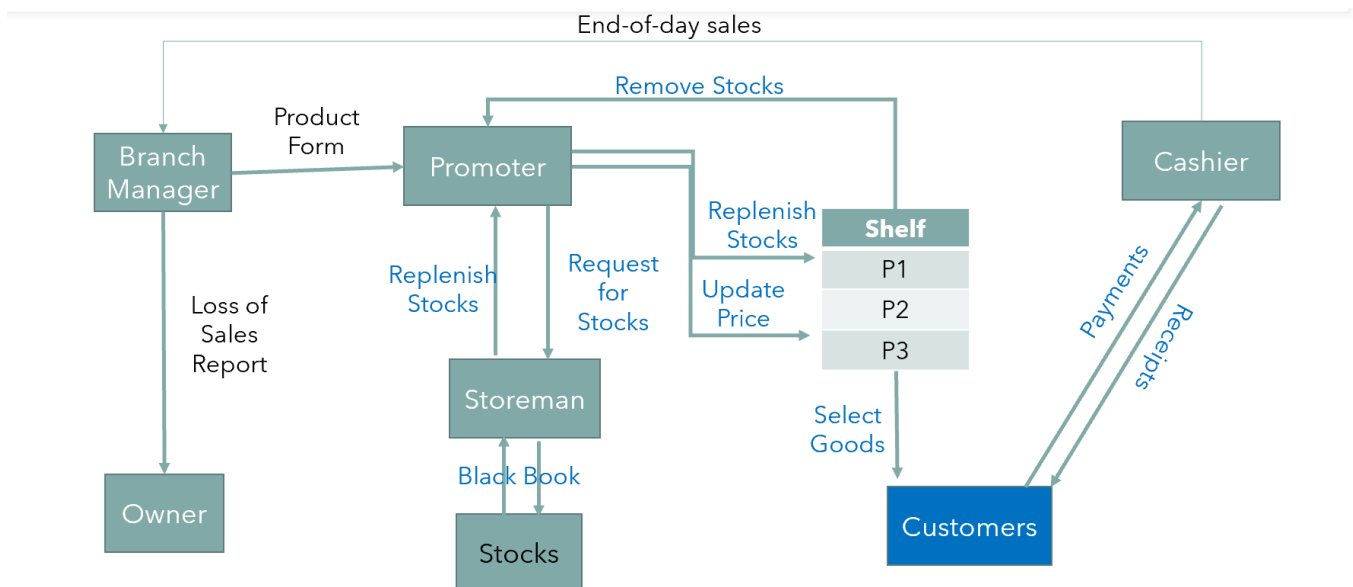 End-of-day sales
Remove Stocks
Product
Form
Branch
Manager
Promoter
Cashier
Replenish
Stocks
Shelf
P1
P2
P3
Replenish
Stocks
Request
for
Stocks
Update
Price
Payments
Receipts
Loss of
Sales
Report
Storeman
Select
Goods
Black Book
Owner
Stocks
Customers